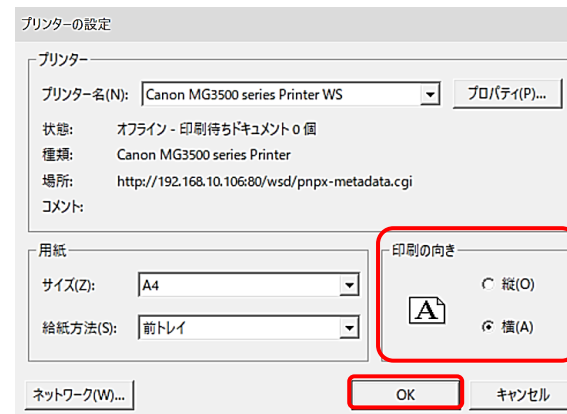 プリンターの設定
プリンター
プリンター名(N): Canon MG3500 series Printer WS プロパティ(P)...
状態: オフライン - 印刷待ちドキュメント 0 個
種類: Canon MG3500 series Printer
場所: http://192.168.10.106:80/wsd/pnpx-metadata.cgi
コメント:
用紙
サイズ(Z): A4
給紙方法(S): 前トレイ
印刷の向き
A
縦(O)
横(A)
ネットワーク(W)... OK キャンセル